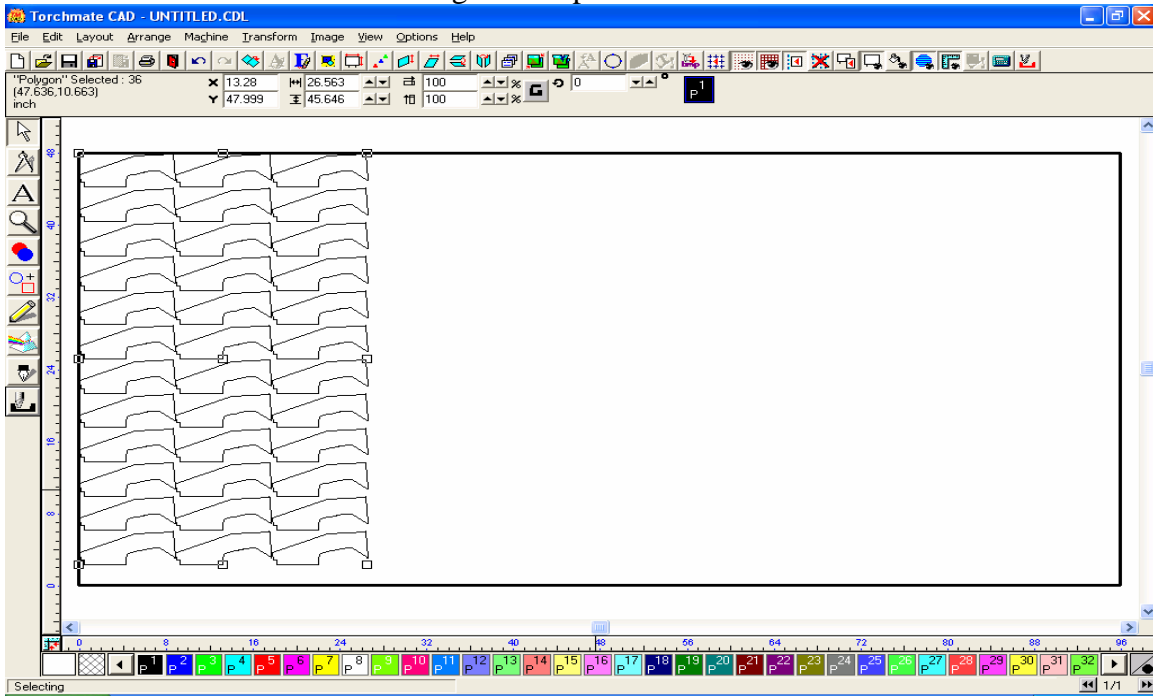 Torchmate CAD - UNTITLED.CDL
File Edit Layout Arrange Machine Transform Image View Options Help
"Polygon" Selected : 36
(47.636,10.663)
inch
X 13.28 26.563 100 % 0 °
Y 47.999 45.646 100 %
P 1
48
40
32
24
16
8
0
0 8 16 24 32 40 48 56 64 72 80 88 96
P1 P2 P3 P4 P5 P6 P7 P8 P9 P10 P11 P12 P13 P14 P15 P16 P17 P18 P19 P20 P21 P22 P23 P24 P25 P26 P27 P28 P29 P30 P31 P32
Selecting 1/1